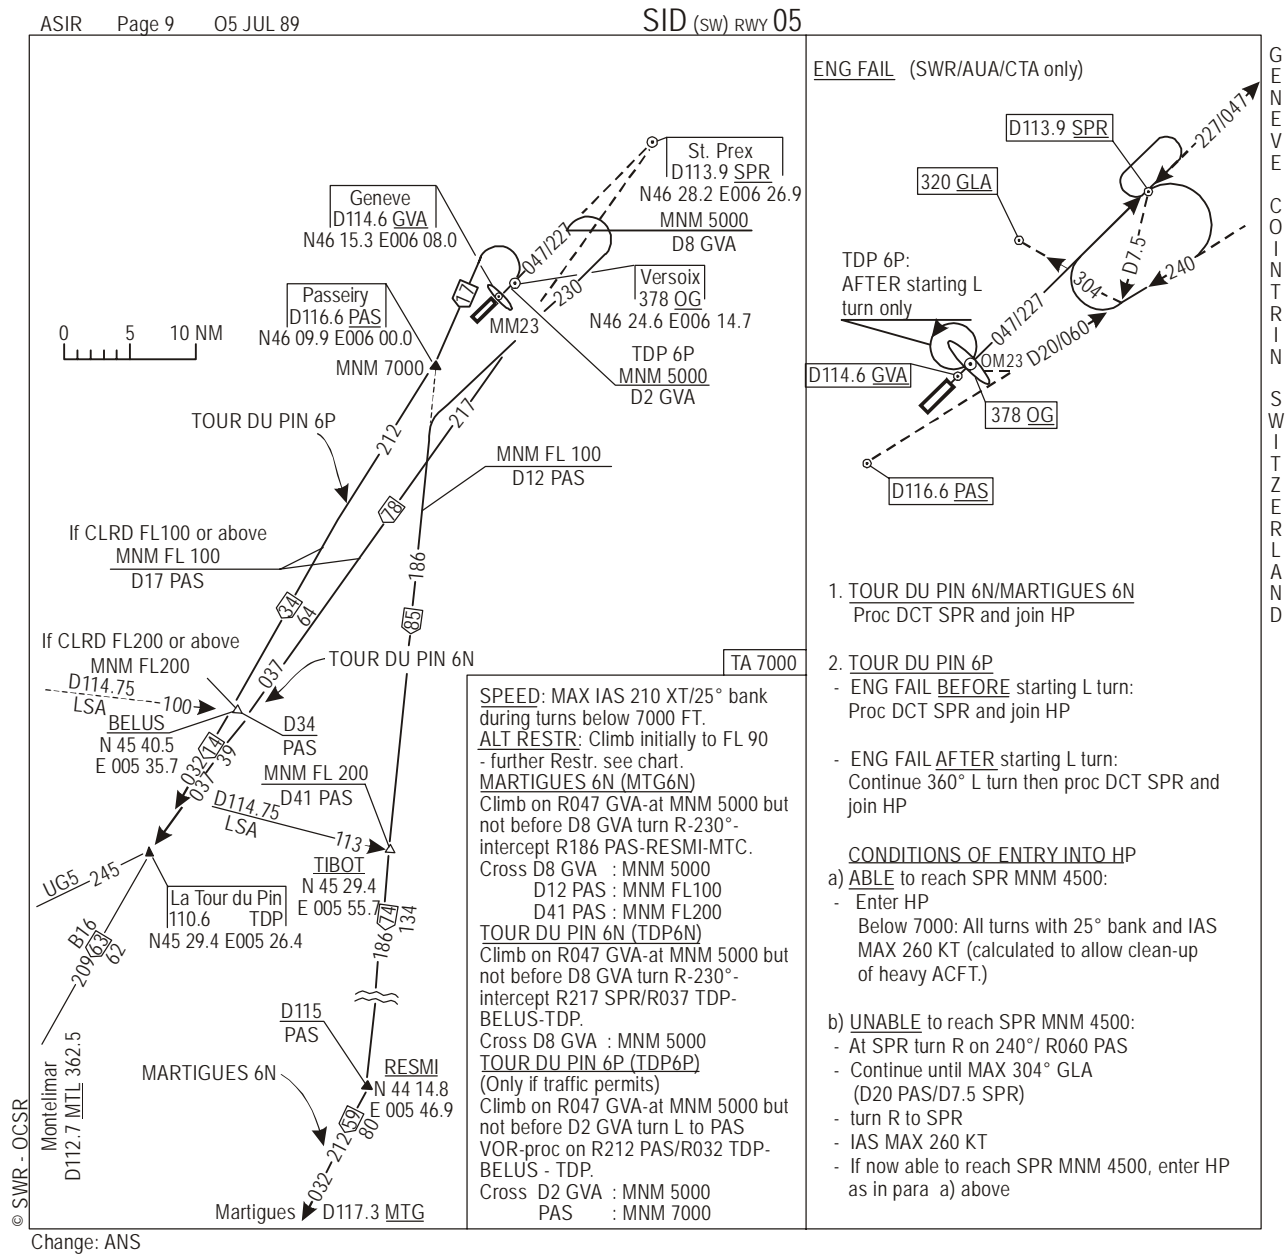 ASIR Page 9 O5 JUL 89
SID (SW) RWY 05
GENEVE COINTRIN SWITZERLAND
St. Prex
D113.9 SPR
N46 28.2 E006 26.9
Geneve
D114.6 GVA
N46 15.3 E006 08.0
MNM 5000
D8 GVA
047/227
230
17
Versoix
378 OG
N46 24.6 E006 14.7
MM23
Passeiry
D116.6 PAS
N46 09.9 E006 00.0
MNM 7000
0 5 10 NM
TDP 6P
MNM 5000
D2 GVA
TOUR DU PIN 6P
212
217
MNM FL 100
D12 PAS
78
If CLRD FL100 or above
MNM FL 100
D17 PAS
186
34
64
85
If CLRD FL200 or above
MNM FL200
TOUR DU PIN 6N
037
D114.75
LSA
100
BELUS
N 45 40.5
E 005 35.7
D34
PAS
14
39
032
037
MNM FL 200
D41 PAS
D114.75
LSA
113
TIBOT
N 45 29.4
E 005 55.7
UG5
245
La Tour du Pin
110.6 TDP
N45 29.4 E005 26.4
B16
209
63
62
186
74
134
D115
PAS
RESMI
N 44 14.8
E 005 46.9
MARTIGUES 6N
Montelimar
D112.7 MTL 362.5
032
212
59
80
Martigues D117.3 MTG
TA 7000
SPEED: MAX IAS 210 XT/25° bank
during turns below 7000 FT.
ALT RESTR: Climb initially to FL 90
- further Restr. see chart.
MARTIGUES 6N (MTG6N)
Climb on R047 GVA-at MNM 5000 but
not before D8 GVA turn R-230°-
intercept R186 PAS-RESMI-MTC.
Cross D8 GVA : MNM 5000
D12 PAS : MNM FL100
D41 PAS : MNM FL200
TOUR DU PIN 6N (TDP6N)
Climb on R047 GVA-at MNM 5000 but
not before D8 GVA turn R-230°-
intercept R217 SPR/R037 TDP-
BELUS-TDP.
Cross D8 GVA : MNM 5000
TOUR DU PIN 6P (TDP6P)
(Only if traffic permits)
Climb on R047 GVA-at MNM 5000 but
not before D2 GVA turn L to PAS
VOR-proc on R212 PAS/R032 TDP-
BELUS - TDP.
Cross D2 GVA : MNM 5000
PAS : MNM 7000
ENG FAIL (SWR/AUA/CTA only)
227/047
D113.9 SPR
320 GLA
D7.5
240
304
TDP 6P:
AFTER starting L
turn only
047/227
D20/060
OM23
D114.6 GVA
378 OG
D116.6 PAS
1. TOUR DU PIN 6N/MARTIGUES 6N
Proc DCT SPR and join HP
2. TOUR DU PIN 6P
- ENG FAIL BEFORE starting L turn:
Proc DCT SPR and join HP
- ENG FAIL AFTER starting L turn:
Continue 360° L turn then proc DCT SPR and
join HP
CONDITIONS OF ENTRY INTO HP
a) ABLE to reach SPR MNM 4500:
- Enter HP
Below 7000: All turns with 25° bank and IAS
MAX 260 KT (calculated to allow clean-up
of heavy ACFT.)
b) UNABLE to reach SPR MNM 4500:
- At SPR turn R on 240°/ R060 PAS
- Continue until MAX 304° GLA
(D20 PAS/D7.5 SPR)
- turn R to SPR
- IAS MAX 260 KT
- If now able to reach SPR MNM 4500, enter HP
as in para a) above
© SWR - OCSR
Change: ANS